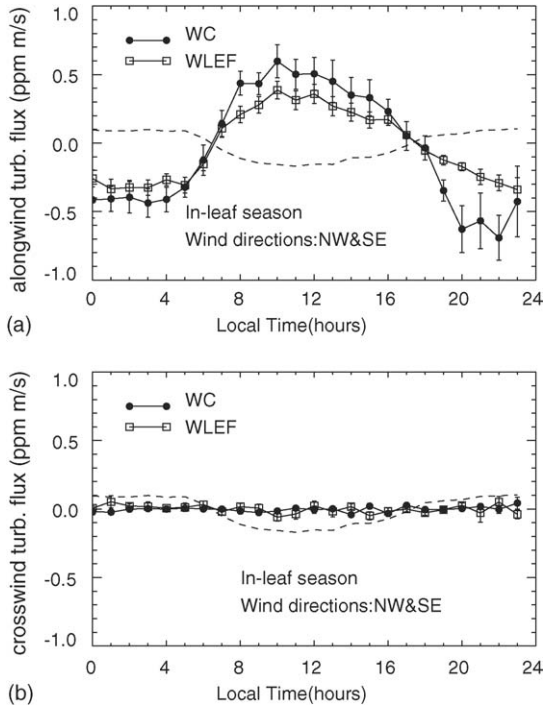 1.0
WC
WLEF
0.5
0.0
-0.5
In-leaf season
Wind directions:NW&SE
-1.0
0 4 8 12 16 20 24
Local Time(hours)
alongwind turb. flux (ppm m/s)
(a)
1.0
WC
WLEF
0.5
0.0
-0.5
In-leaf season
Wind directions:NW&SE
-1.0
0 4 8 12 16 20 24
Local Time(hours)
crosswind turb. flux (ppm m/s)
(b)